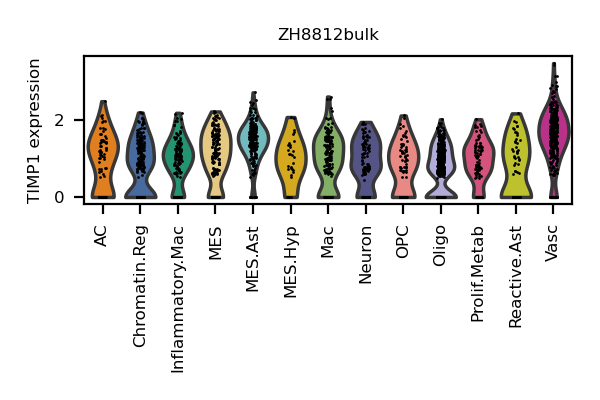 ZH8812bulk
TIMP1 expression
2
0
AC
Chromatin.Reg
Inflammatory.Mac
MES
MES.Ast
MES.Hyp
Mac
Neuron
OPC
Oligo
Prolif.Metab
Reactive.Ast
Vasc